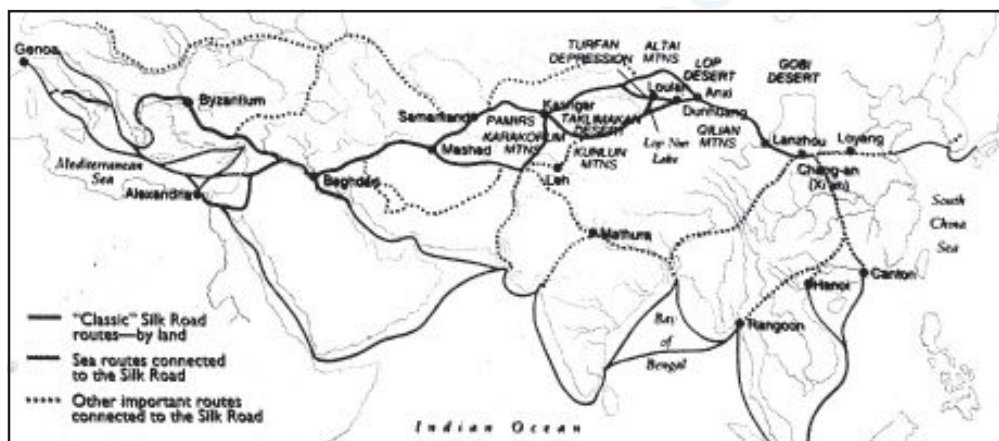 Genoa
Byzantium
Mediterranean
Sea
Alexandria
Baghdad
Samarkand
Mashad
TURFAN
DEPRESSION
ALTAI
MTNS
LOP
DESERT
GOBI
DESERT
Kashgar
Loulan
Anxi
Dunhuang
PAMIRS
TAKLIMAKAN
DESERT
KARAKORUM
MTNS
KUNLUN
MTNS
Lop Nur
Lake
QILIAN
MTNS
Leh
Lanzhou
Loyang
Chang-an
(Xi'an)
Mathura
South
China
Sea
Canton
Hanoi
Rangoon
Bay
of
Bengal
"Classic" Silk Road
routes—by land
Sea routes connected
to the Silk Road
Other important routes
connected to the Silk Road
Indian Ocean